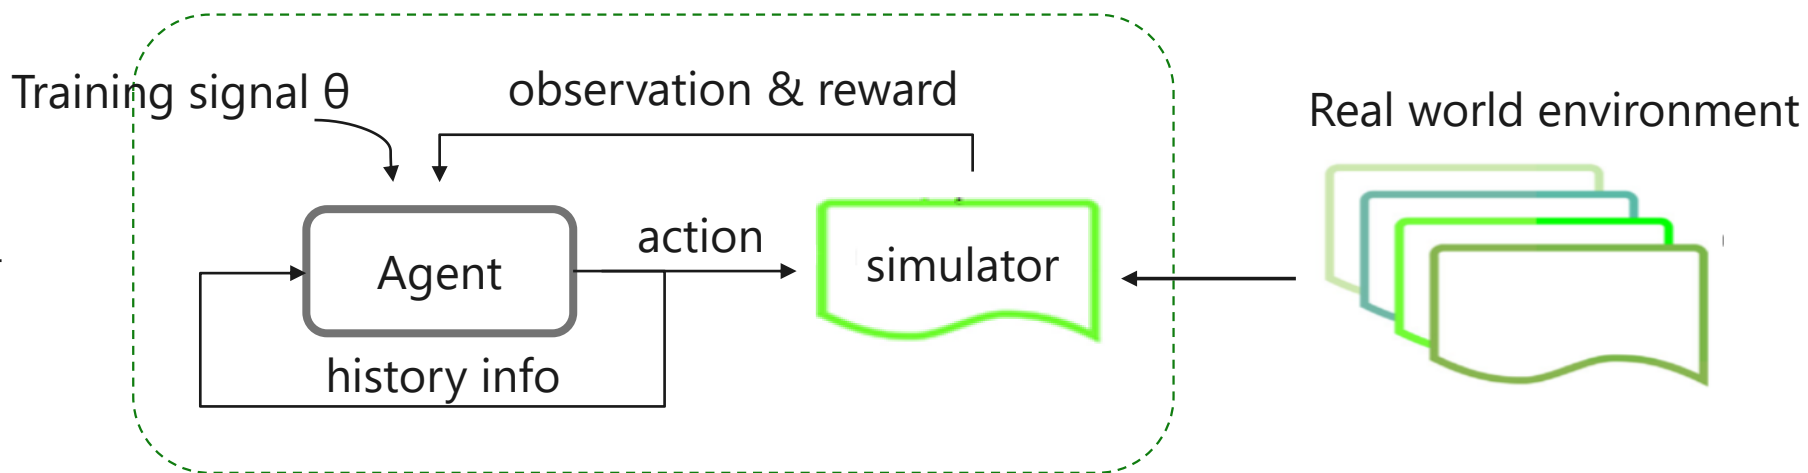 Training signal θ
observation & reward
Real world environment
action
simulator
Agent
history info